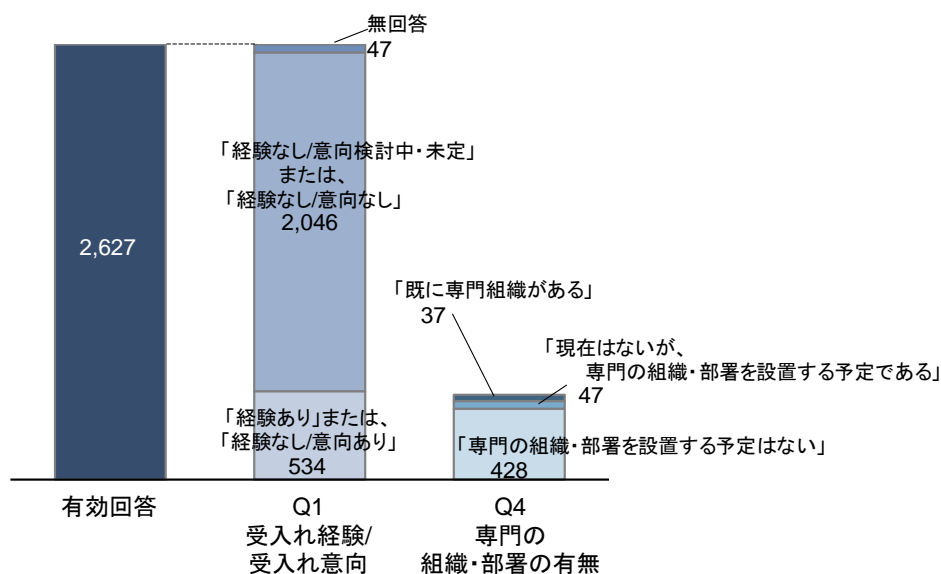 無回答
47
「経験なし/意向検討中・未定」
または、
「経験なし/意向なし」
2,046
2,627
「既に専門組織がある」
37
「現在はないが、
専門の組織・部署を設置する予定である」
47
「経験あり」または、
「経験なし/意向あり」
534
「専門の組織・部署を設置する予定はない」
428
有効回答
Q1
受入れ経験/
受入れ意向
Q4
専門の
組織・部署の有無